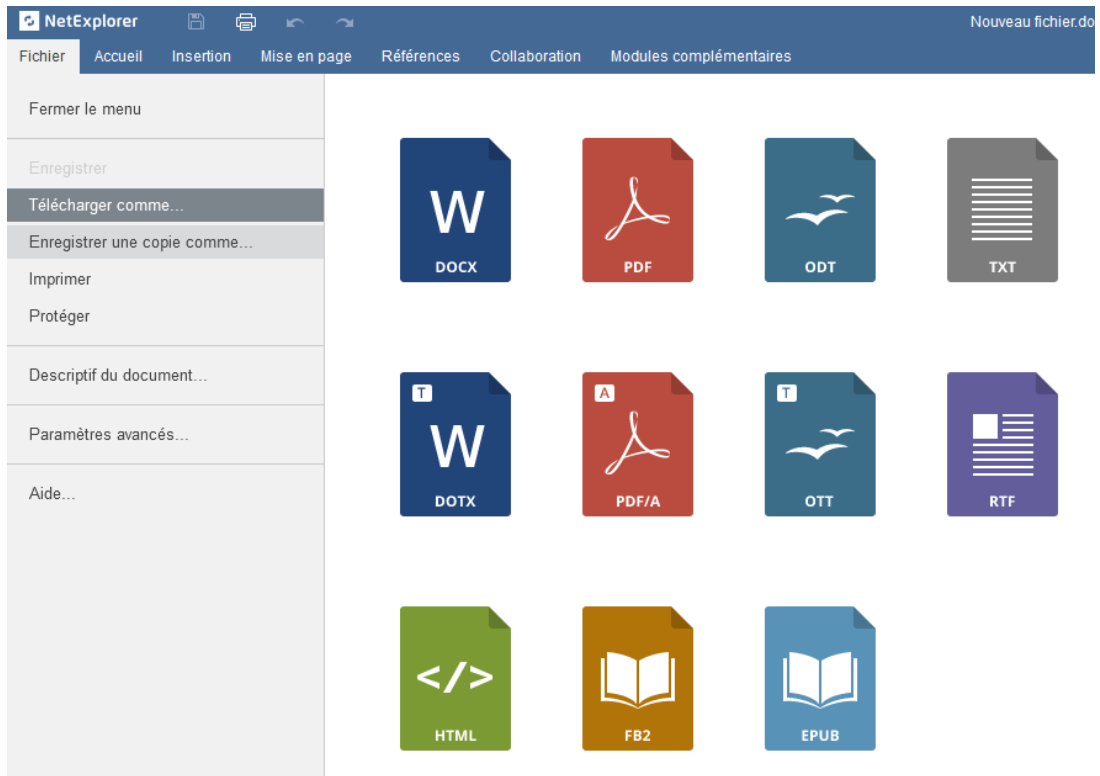 NetExplorer
Nouveau fichier.do
Fichier Accueil Insertion Mise en page Références Collaboration Modules complémentaires
Fermer le menu
Enregistrer
Télécharger comme...
Enregistrer une copie comme...
Imprimer
Protéger
Descriptif du document...
Paramètres avancés...
Aide...
W W
DOCX PDF ODT TXT
T A T
DOTX PDF/A OTT RTF
</>
HTML FB2 EPUB